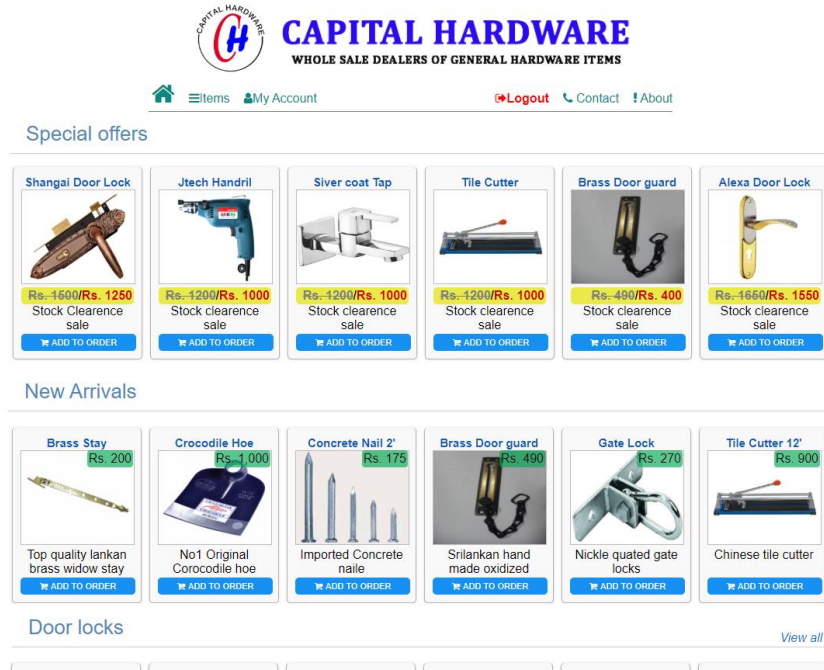 CAPITAL HARDWARE
H
CAPITAL HARDWARE
WHOLE SALE DEALERS OF GENERAL HARDWARE ITEMS
Items My Account Logout Contact About
Special offers
Shangai Door Lock Jtech Handril Siver coat Tap Tile Cutter Brass Door guard Alexa Door Lock
Rs. 1500/Rs. 1250 Rs. 1200/Rs. 1000 Rs. 1200/Rs. 1000 Rs. 1200/Rs. 1000 Rs. 490/Rs. 400 Rs. 1650/Rs. 1550
Stock Clearence Stock clearence Stock clearence Stock clearence Stock clearence Stock clearence
sale sale sale sale sale sale
ADD TO ORDER ADD TO ORDER ADD TO ORDER ADD TO ORDER ADD TO ORDER ADD TO ORDER
New Arrivals
Brass Stay Crocodile Hoe Concrete Nail 2' Brass Door guard Gate Lock Tile Cutter 12'
Rs. 200 Rs. 1,000 Rs. 175 Rs. 490 Rs. 270 Rs. 900
CROCODILE
Top quality lankan No1 Original Imported Concrete Srilankan hand Nickle quated gate Chinese tile cutter
brass widow stay Corocodile hoe naile made oxidized locks
ADD TO ORDER ADD TO ORDER ADD TO ORDER ADD TO ORDER ADD TO ORDER ADD TO ORDER
Door locks
View all